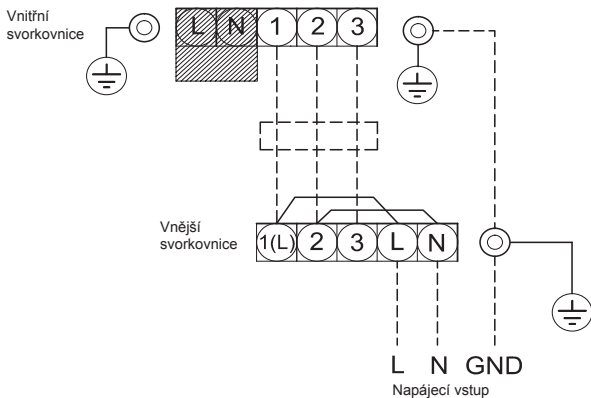 Vnitřní
svorkovnice
L N 1 2 3
Vnější
svorkovnice
1(L) 2 3 L N
L N GND
Napájecí vstup